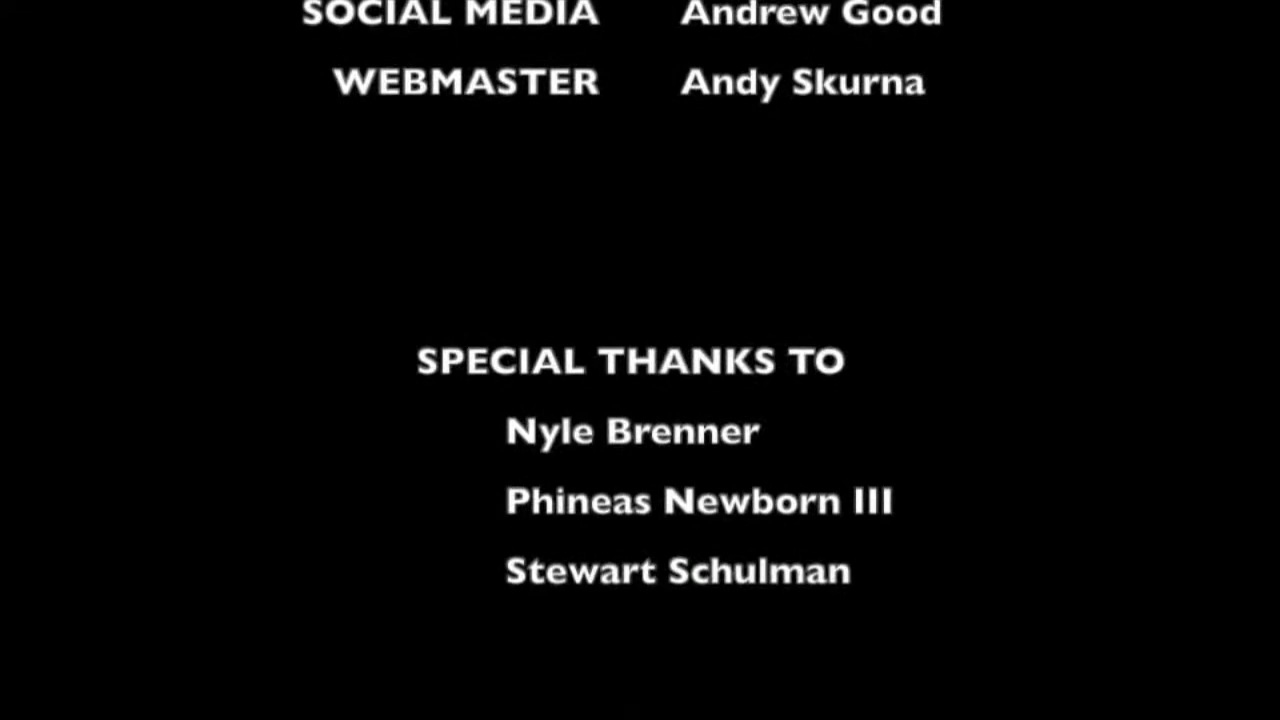 SOCIAL MEDIA Andrew Good
WEBMASTER Andy Skurna
SPECIAL THANKS TO
Nyle Brenner
Phineas Newborn III
Stewart Schulman